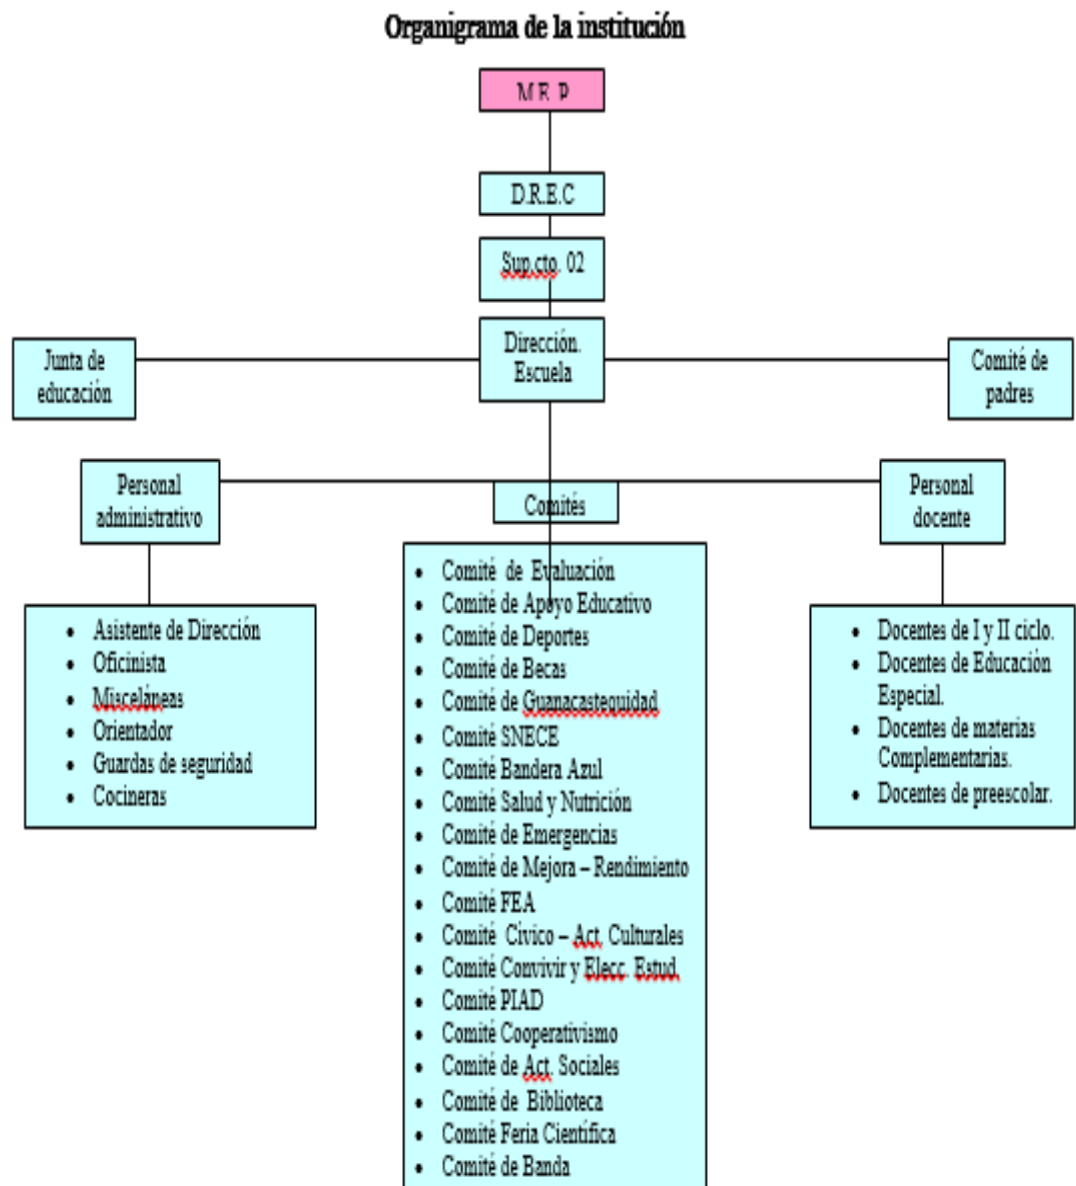 Organigrama de la institución
M E P
D.R.E.C
Sup.cto. 02
Dirección.
Escuela
Junta de
educación
Comité de
padres
Personal
administrativo
Comités
Personal
docente
• Asistente de Dirección
• Oficinista
• Misceláneas
• Orientador
• Guardas de seguridad
• Cocineras
• Comité de Evaluación
• Comité de Apoyo Educativo
• Comité de Deportes
• Comité de Becas
• Comité de Guanacastequidad
• Comité SNECE
• Comité Bandera Azul
• Comité Salud y Nutrición
• Comité de Emergencias
• Comité de Mejora – Rendimiento
• Comité FEA
• Comité Cívico – Act. Culturales
• Comité Convivir y Elecc. Estud.
• Comité PIAD
• Comité Cooperativismo
• Comité de Act. Sociales
• Comité de Biblioteca
• Comité Feria Científica
• Comité de Banda
• Docentes de I y II ciclo.
• Docentes de Educación
Especial.
• Docentes de materias
Complementarias.
• Docentes de preescolar.